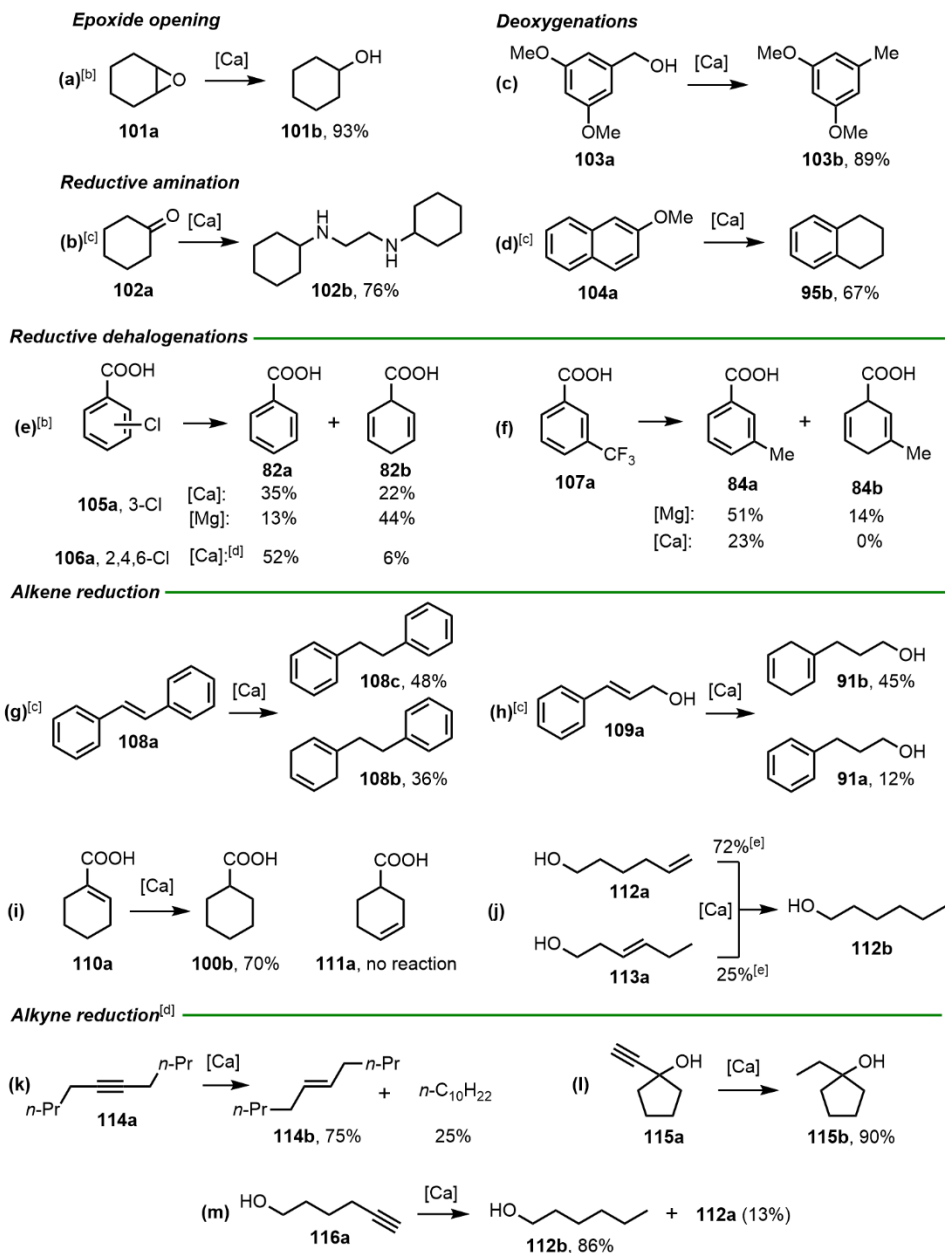 Epoxide opening
Deoxygenations
(a)[b]
O
[Ca]
OH
101a
101b, 93%
(c)
MeO
OH
OMe
[Ca]
MeO
Me
OMe
103a
103b, 89%
Reductive amination
(b)[c]
O
[Ca]
H
N
N
H
102a
102b, 76%
(d)[c]
OMe
[Ca]
104a
95b, 67%
Reductive dehalogenations
(e)[b]
COOH
Cl
COOH
+
COOH
82a
82b
105a, 3-Cl
[Ca]:
35%
22%
[Mg]:
13%
44%
106a, 2,4,6-Cl
[Ca]:[d]
52%
6%
(f)
COOH
CF3
107a
COOH
Me
84a
+
COOH
Me
84b
[Mg]:
51%
14%
[Ca]:
23%
0%
Alkene reduction
(g)[c]
108a
[Ca]
108c, 48%
108b, 36%
(h)[c]
OH
109a
[Ca]
OH
91b, 45%
OH
91a, 12%
(i)
COOH
110a
[Ca]
COOH
100b, 70%
COOH
111a, no reaction
(j)
HO
112a
HO
113a
72%[e]
[Ca]
25%[e]
HO
112b
Alkyne reduction[d]
(k)
n-Pr
n-Pr
114a
[Ca]
n-Pr
n-Pr
114b, 75%
+
n-C10H22
25%
(l)
OH
115a
[Ca]
OH
115b, 90%
(m)
HO
116a
[Ca]
HO
112b, 86%
+ 112a (13%)